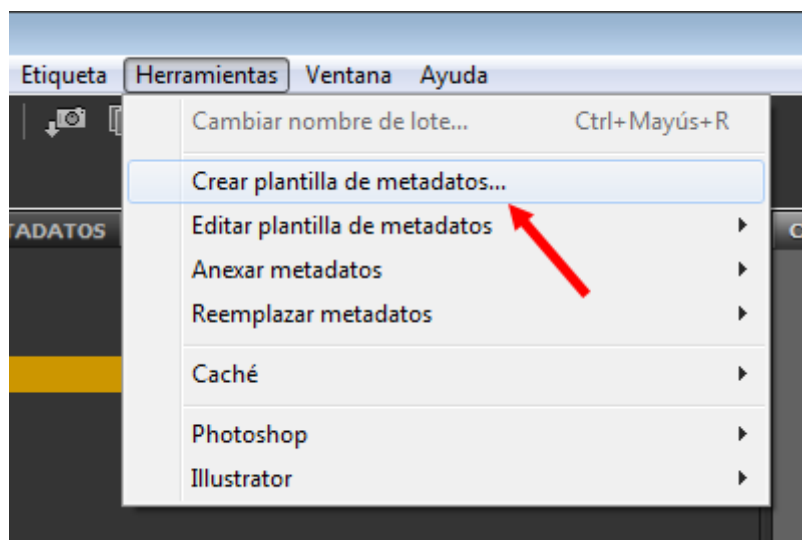 Etiqueta Herramientas Ventana Ayuda
Cambiar nombre de lote... Ctrl+Mayús+R
Crear plantilla de metadatos...
ADATOS Editar plantilla de metadatos
Anexar metadatos
Reemplazar metadatos
Caché
Photoshop
Illustrator